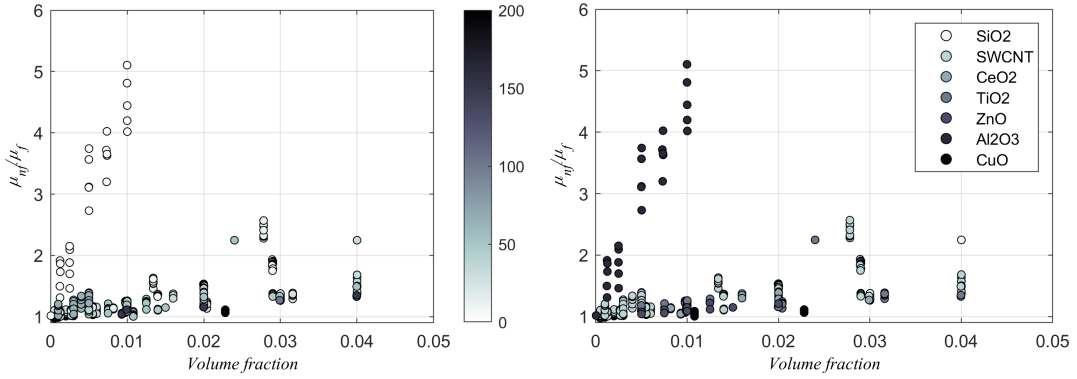 6
5
4
3
2
1
0
0.01
0.02
0.03
0.04
0.05
Volume fraction
μnf/μf
200
150
100
50
0
6
5
4
3
2
1
0
0.01
0.02
0.03
0.04
0.05
Volume fraction
μnf/μf
SiO2
SWCNT
CeO2
TiO2
ZnO
Al2O3
CuO